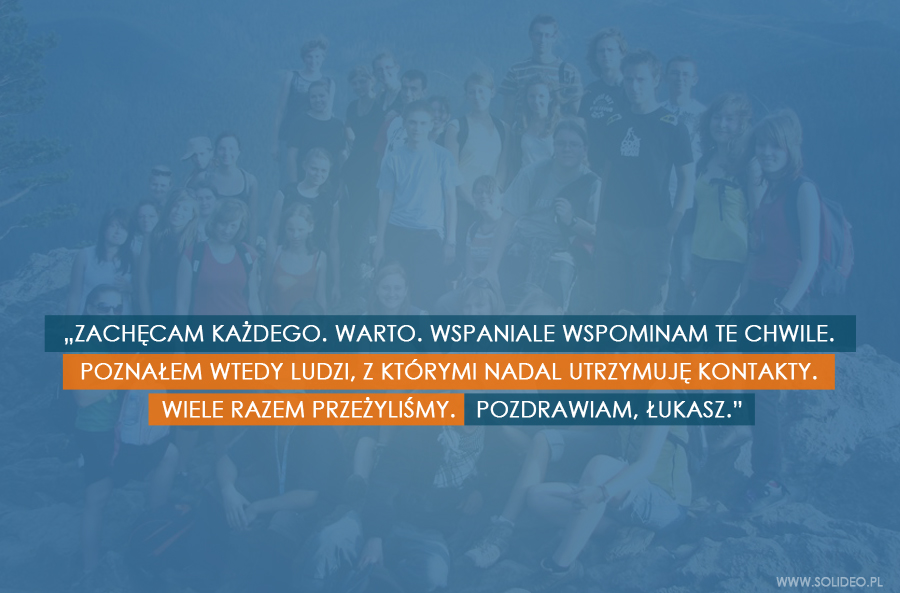 „ZACHĘCAM KAŻDEGO. WARTO. WSPANIALE WSPOMINAM TE CHWILE.
POZNAŁEM WTEDY LUDZI, Z KTÓRYMI NADAL UTRZYMUJĘ KONTAKTY.
WIELE RAZEM PRZEŻYLIŚMY. POZDRAWIAM, ŁUKASZ.”
WWW.SOLIDEO.PL